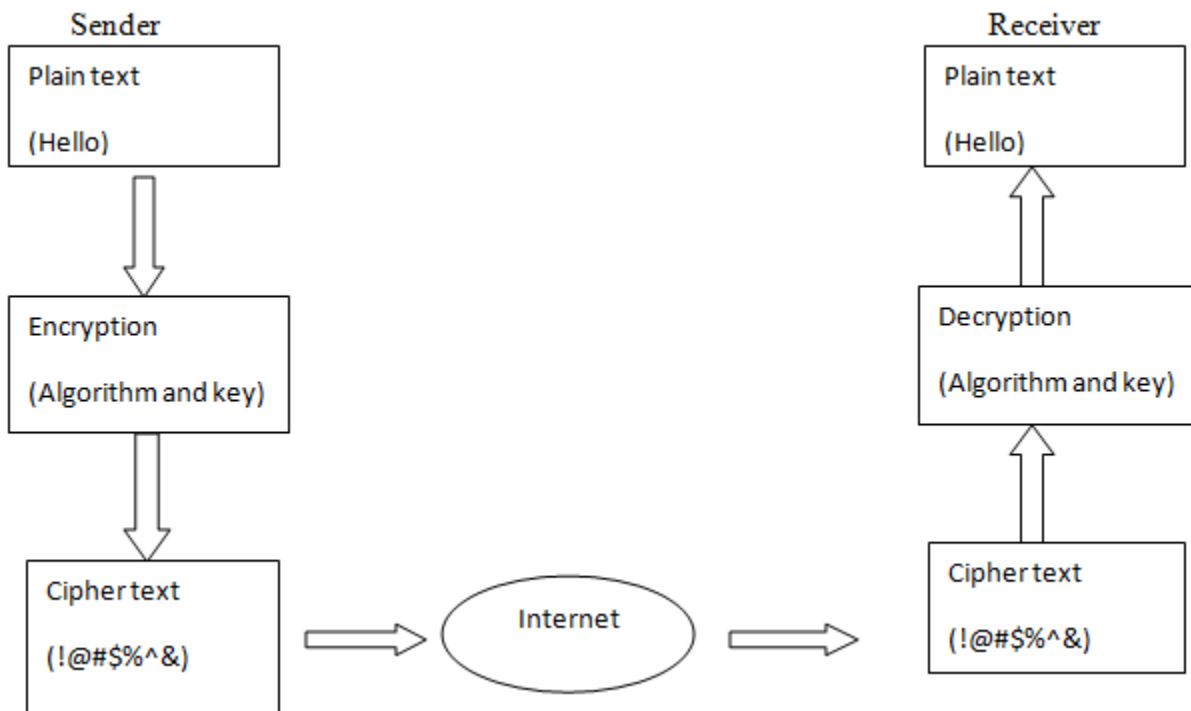 Sender
Plain text
(Hello)
Encryption
(Algorithm and key)
Cipher text
(!@#$%^&)
Internet
Receiver
Plain text
(Hello)
Decryption
(Algorithm and key)
Cipher text
(!@#$%^&)